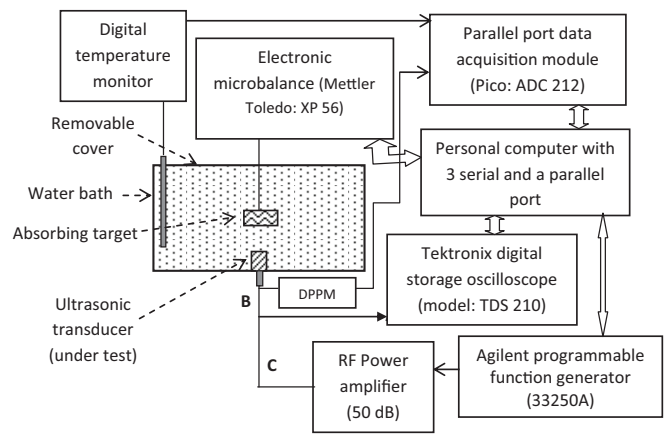 Digital
temperature
monitor
Electronic
microbalance (Mettler
Toledo: XP 56)
Parallel port data
acquisition module
(Pico: ADC 212)
Removable
cover
Water bath
Absorbing target
Personal computer with
3 serial and a parallel
port
Ultrasonic
transducer
(under test)
B
DPPM
Tektronix digital
storage oscilloscope
(model: TDS 210)
C
RF Power
amplifier
(50 dB)
Agilent programmable
function generator
(33250A)